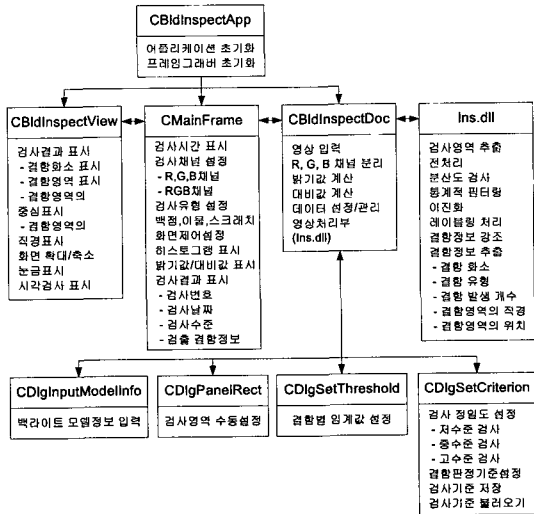 CBldInspectApp
어플리케이션 초기화
프레임그래버 초기화
CBldInspectView
검사결과 표시
- 결함화소 표시
- 결함영역 표시
- 결함영역의
중심표시
- 결함영역의
직경표시
화면 확대/축소
눈금표시
시각검사 표시
CMainFrame
검사시간 표시
검사채널 설정
- R,G,B채널
- RGB채널
검사유형 설정
백점,이물,스크래치
화면제어설정
히스토그램 표시
밝기값/대비값 표시
검사결과 표시
- 검사번호
- 검사날짜
- 검사수준
- 검출 결함정보
CBldInspectDoc
영상 입력
R, G, B 채널 분리
밝기값 계산
대비값 계산
데이터 설정/관리
영상처리부
(Ins.dll)
Ins.dll
검사영역 추출
전처리
분산도 검사
통계적 필터링
이진화
레이블링 처리
결함정보 강조
결함정보 추출
- 결함 화소
- 결함 유형
- 결함 발생 개수
- 결함영역의 직경
- 결함영역의 위치
CDlgInputModelInfo
백라이트 모델정보 입력
CDlgPanelRect
검사영역 수동설정
CDlgSetThreshold
결함별 임계값 설정
CDlgSetCriterion
검사 정밀도 설정
- 저수준 검사
- 중수준 검사
- 고수준 검사
결함판정기준설정
검사기준 저장
검사기준 불러오기